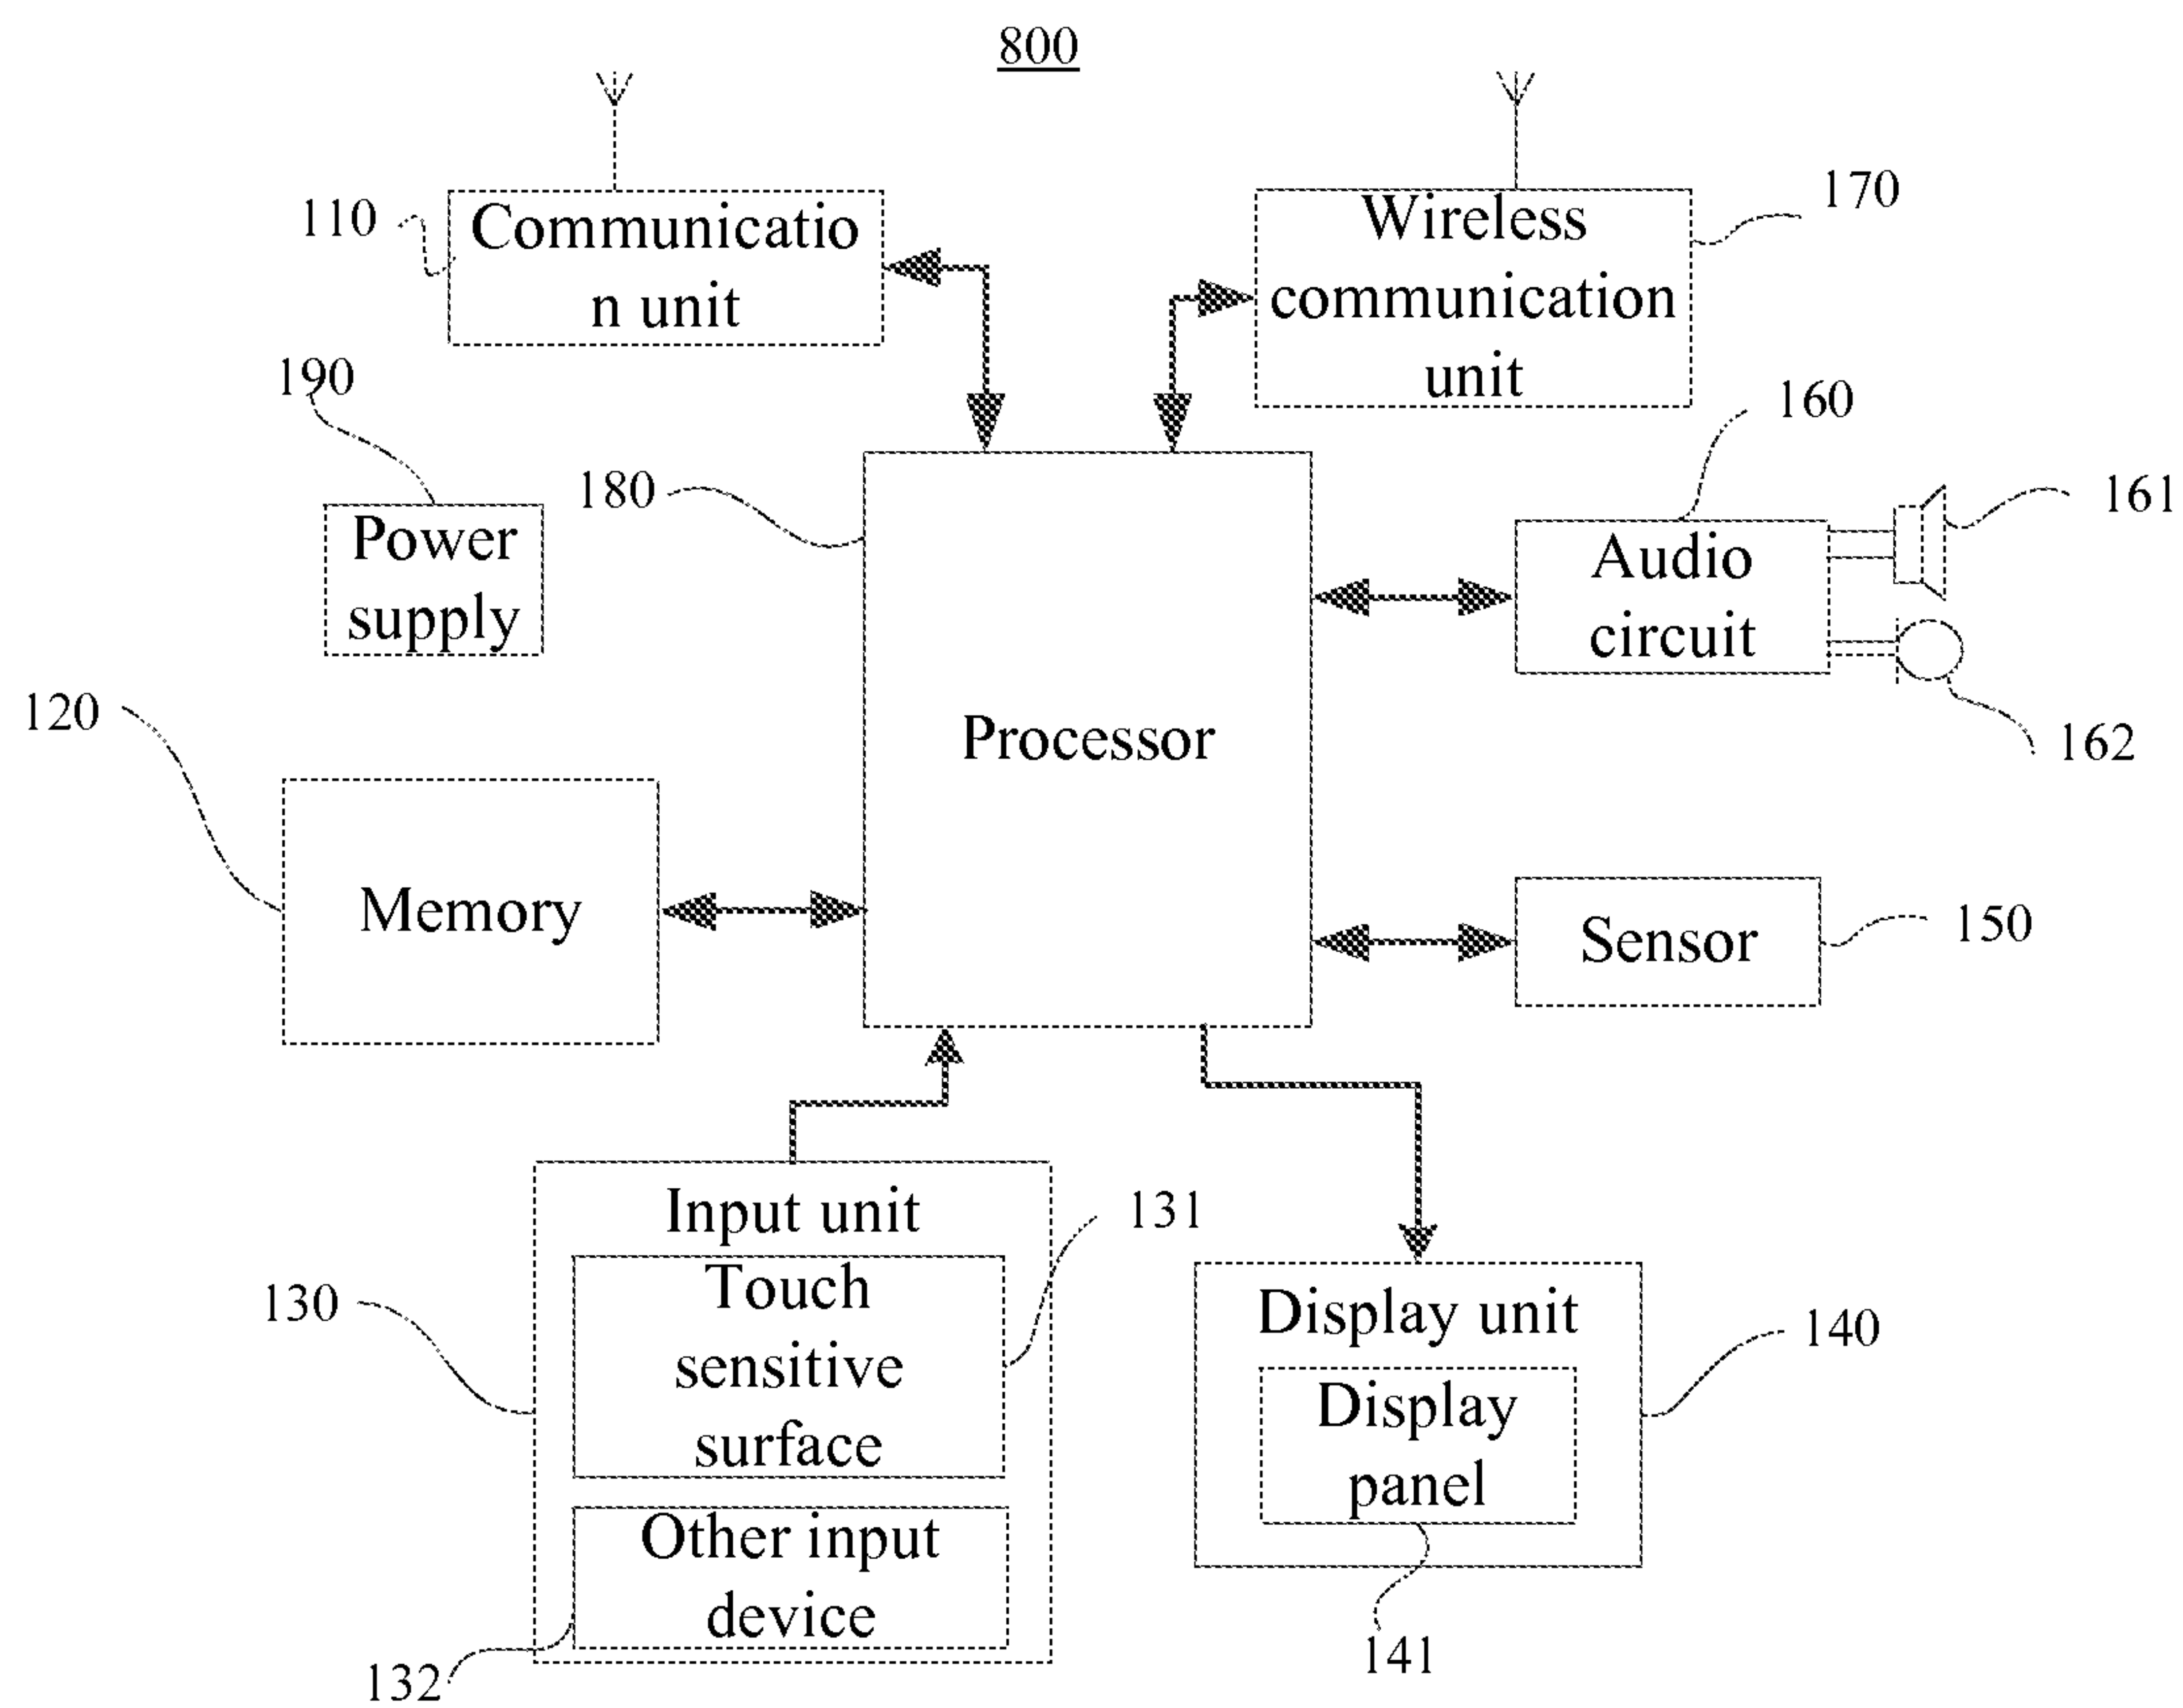 800
110
Communicatio
n unit
Wireless
communication
unit
170
190
Power
supply
180
160
Audio
circuit
161
162
Processor
120
Memory
Sensor
150
Input unit
131
Touch
sensitive
surface
130
Other input
device
132
Display unit
140
Display
panel
141